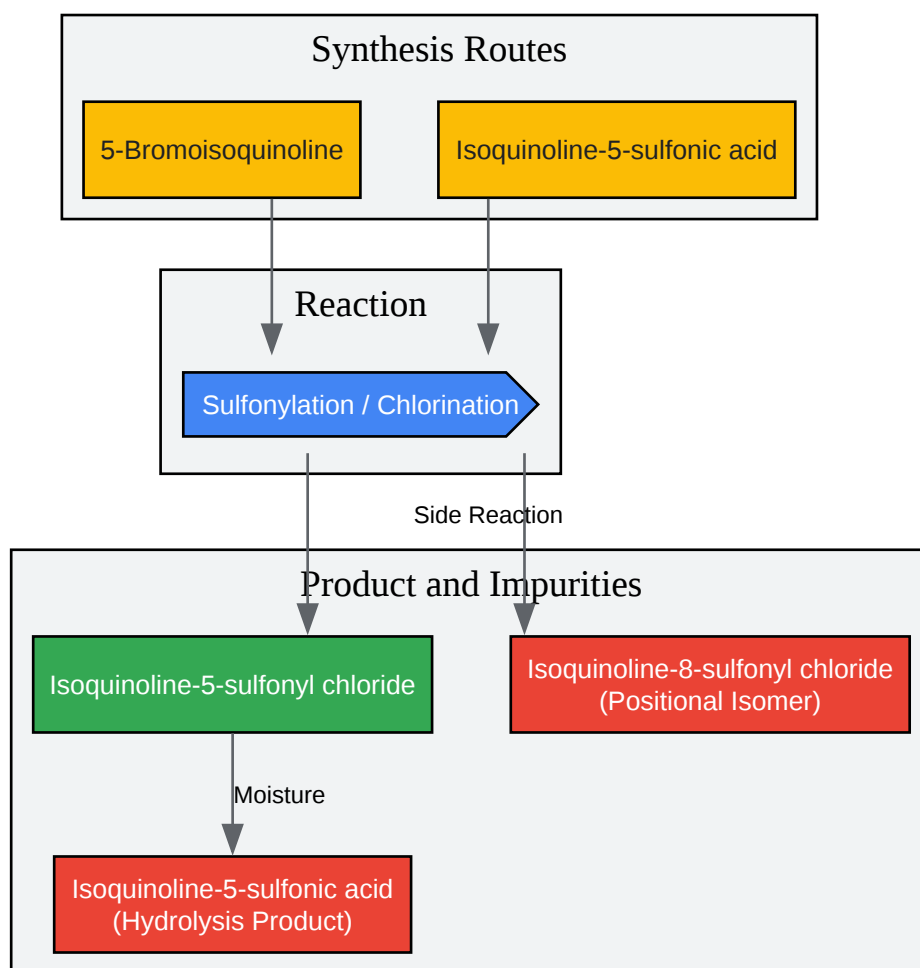 Synthesis Routes
5-Bromoisoquinoline
Isoquinoline-5-sulfonic acid
Reaction
Sulfonylation / Chlorination
Side Reaction
Product and Impurities
Isoquinoline-5-sulfonyl chloride
Isoquinoline-8-sulfonyl chloride
(Positional Isomer)
Moisture
Isoquinoline-5-sulfonic acid
(Hydrolysis Product)